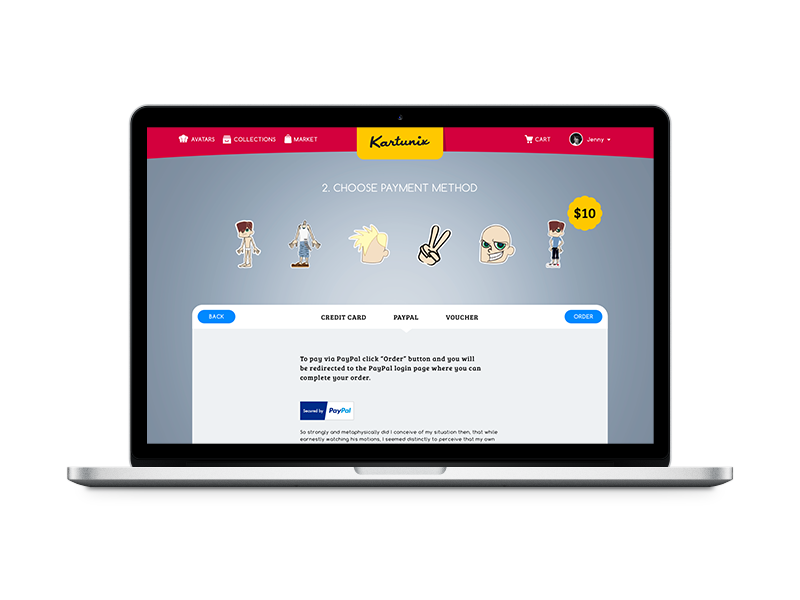 AVATARS COLLECTIONS MARKET Kartunix CART Jenny
2. CHOOSE PAYMENT METHOD
$10
BACK CREDIT CARD PAYPAL VOUCHER ORDER
To pay via PayPal click "Order" button and you will
be redirected to the PayPal login page where you can
complete your order.
Secured by PayPal
So strongly and metaphysically did I conceive of my situation then, that while
earnestly watching his motions, I seemed distinctly to perceive that my own